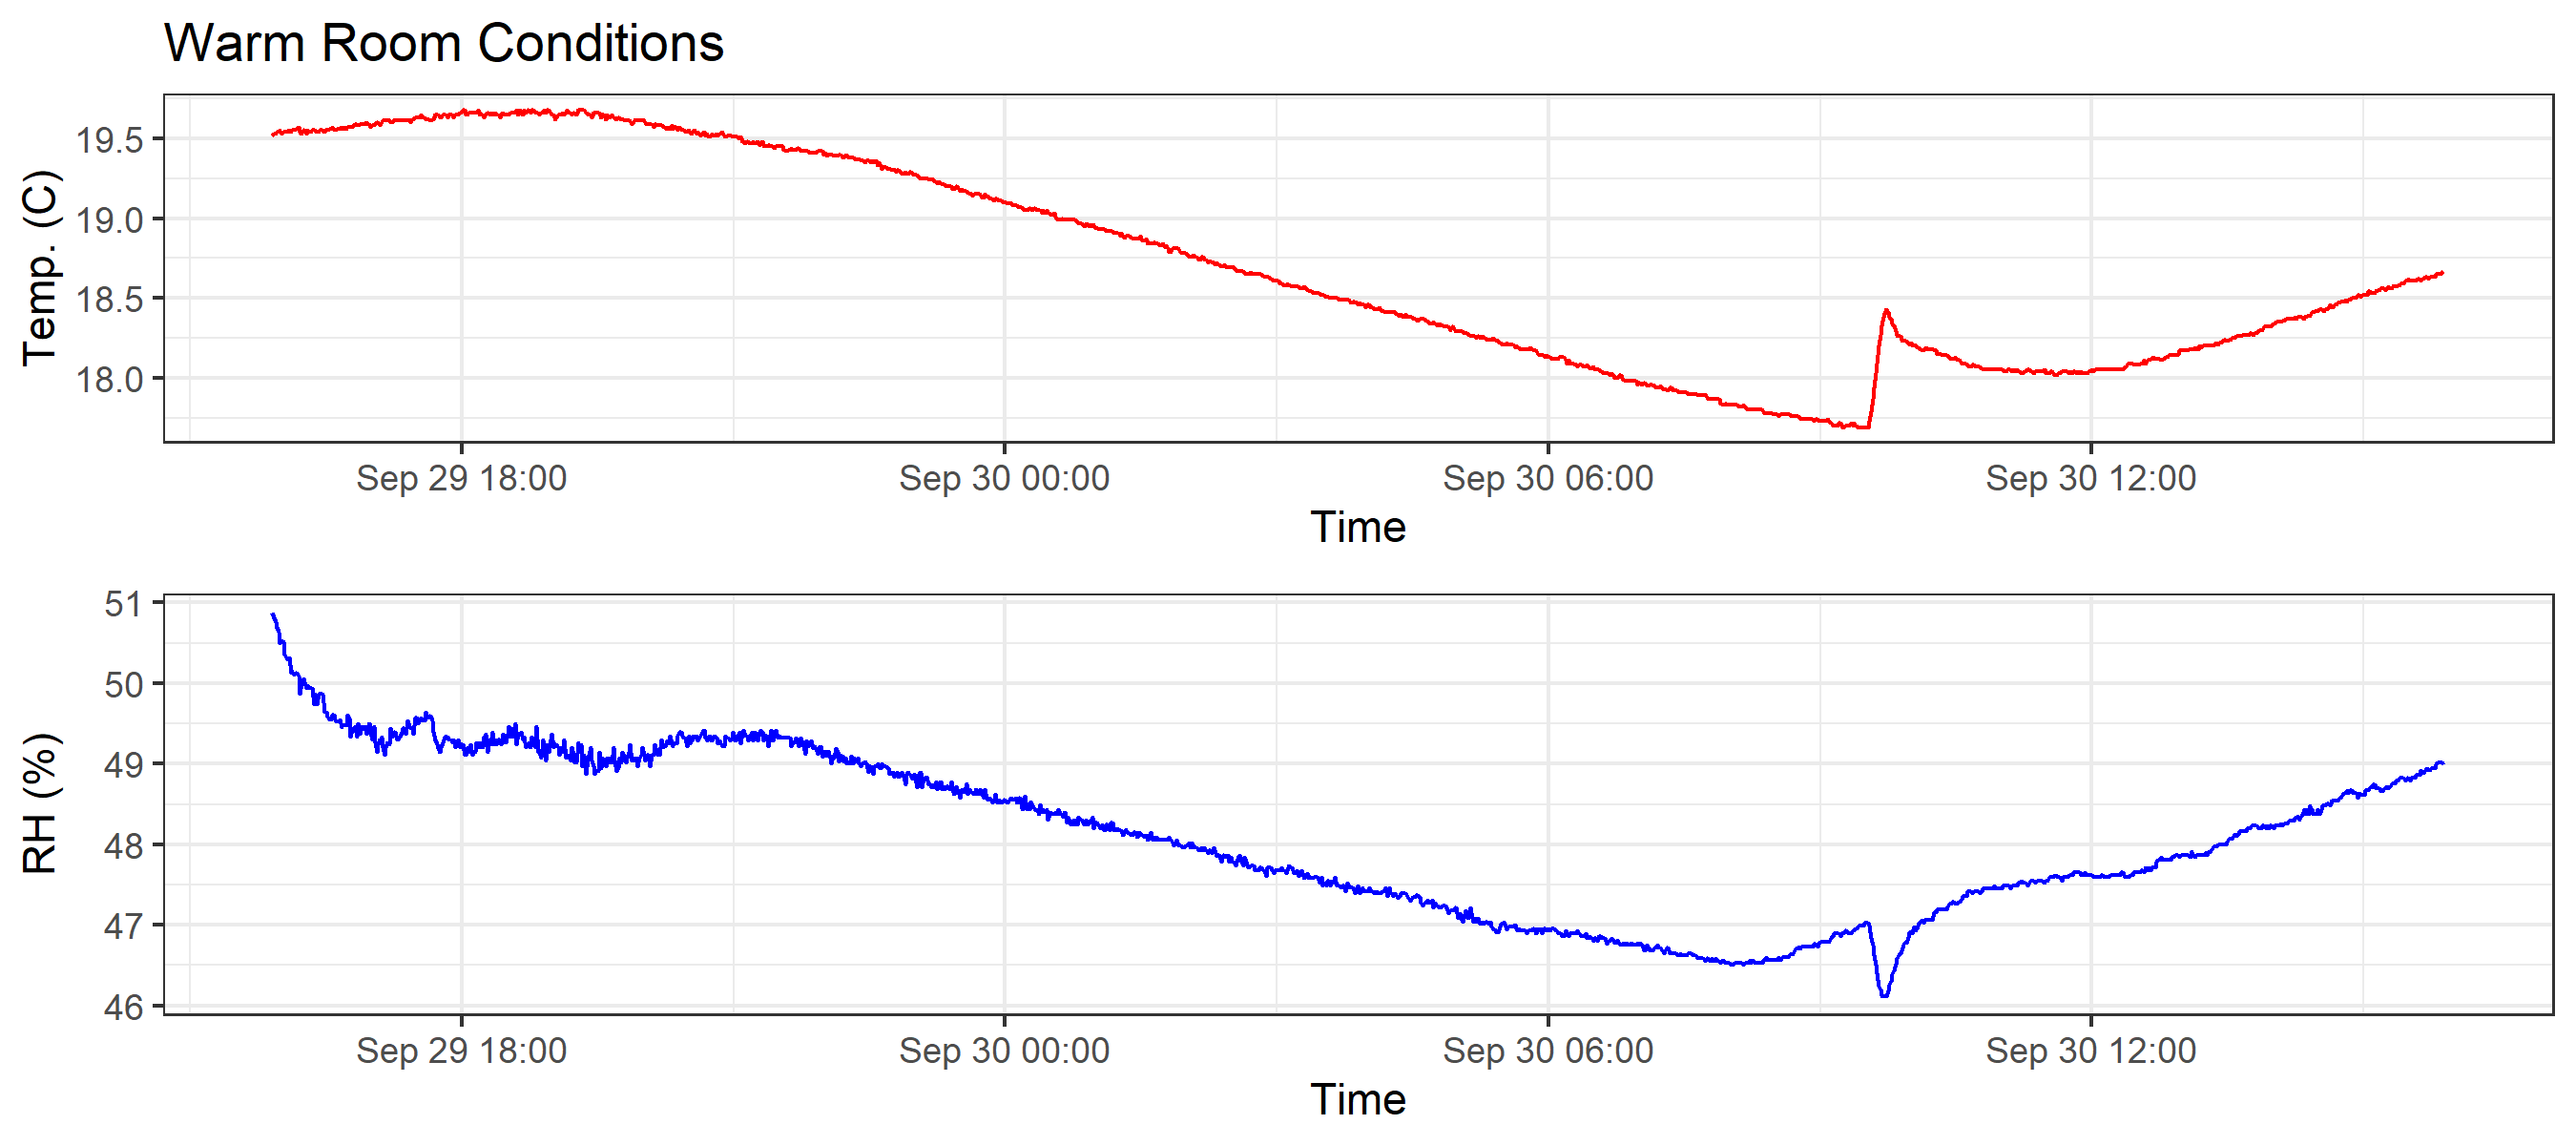 Warm Room Conditions
Temp. (C)
19.5
19.0
18.5
18.0
Sep 29 18:00 Sep 30 00:00 Sep 30 06:00 Sep 30 12:00
Time
RH (%)
51
50
49
48
47
46
Sep 29 18:00 Sep 30 00:00 Sep 30 06:00 Sep 30 12:00
Time